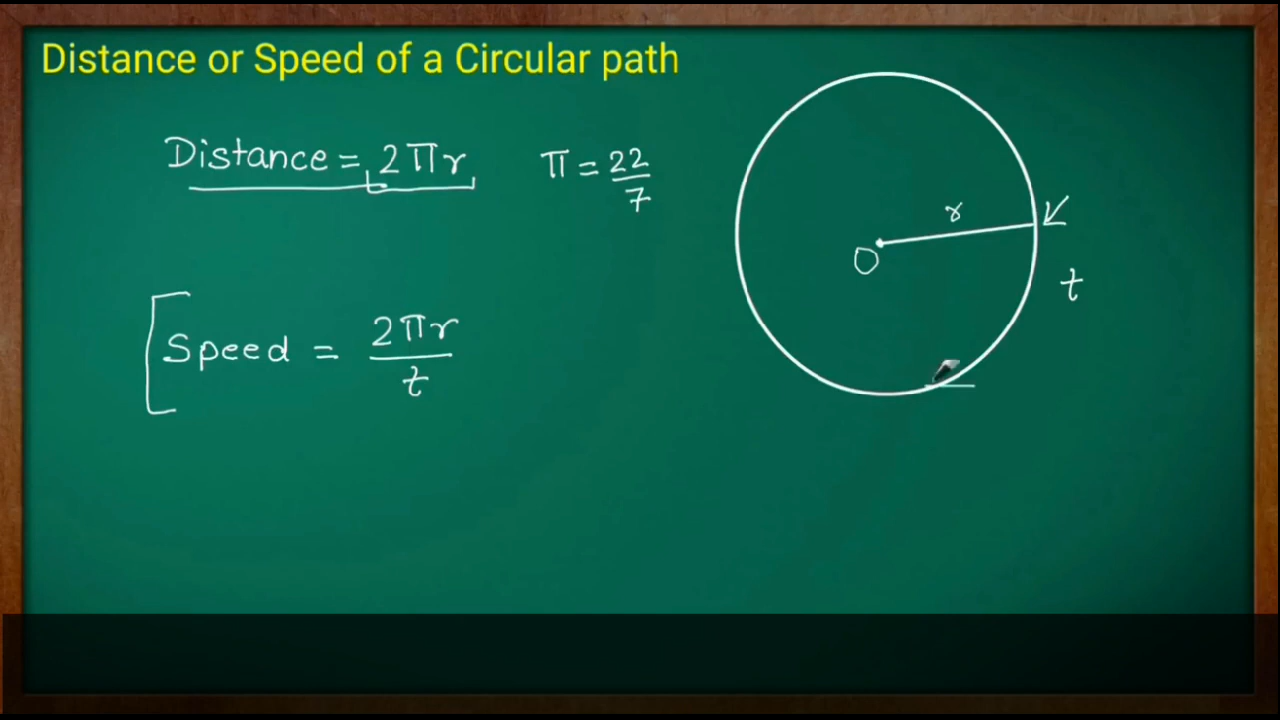 Distance or Speed of a Circular path
Distance = 2πr
π = 22/7
Speed = 2πr/t
r
O
t